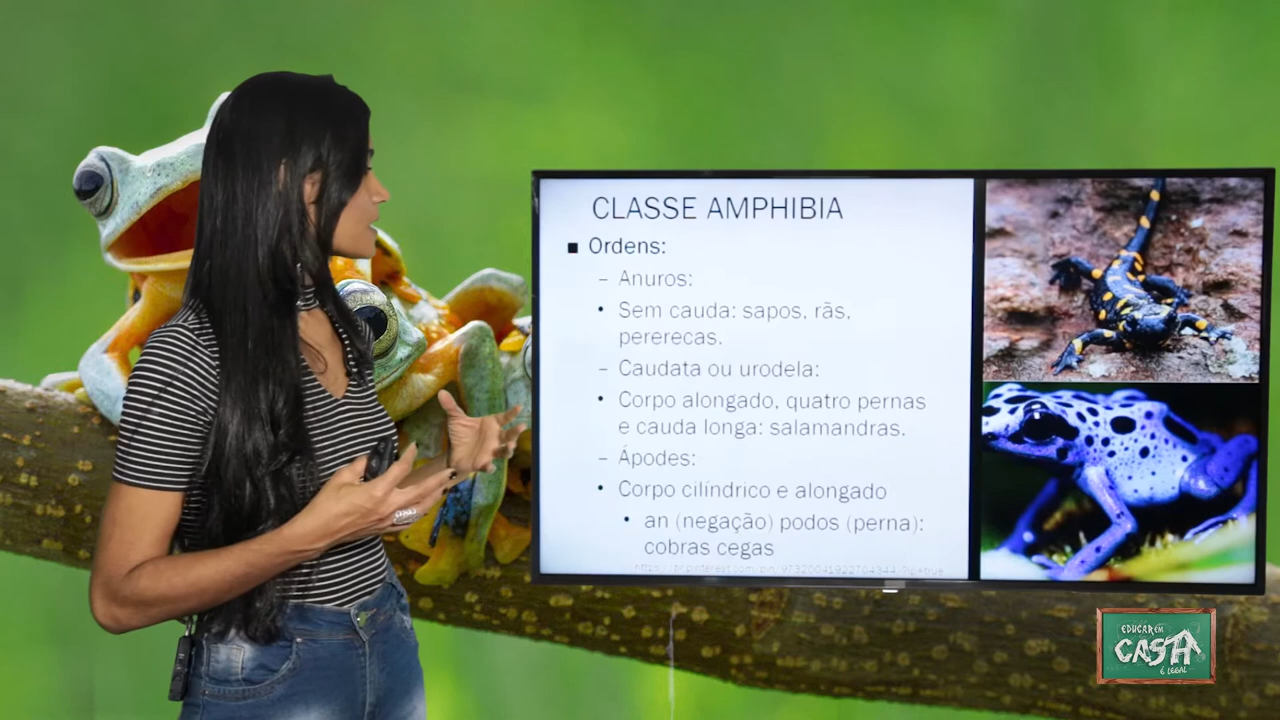 CLASSE AMPHIBIA
▪ Ordens:
– Anuros:
• Sem cauda: sapos, rãs,
pererecas.
– Caudata ou urodela:
• Corpo alongado, quatro pernas
e cauda longa: salamandras.
– Ápodes:
• Corpo cilíndrico e alongado
• an (negação) podos (perna):
cobras cegas
EDUCAR EM
CASA
É LEGAL